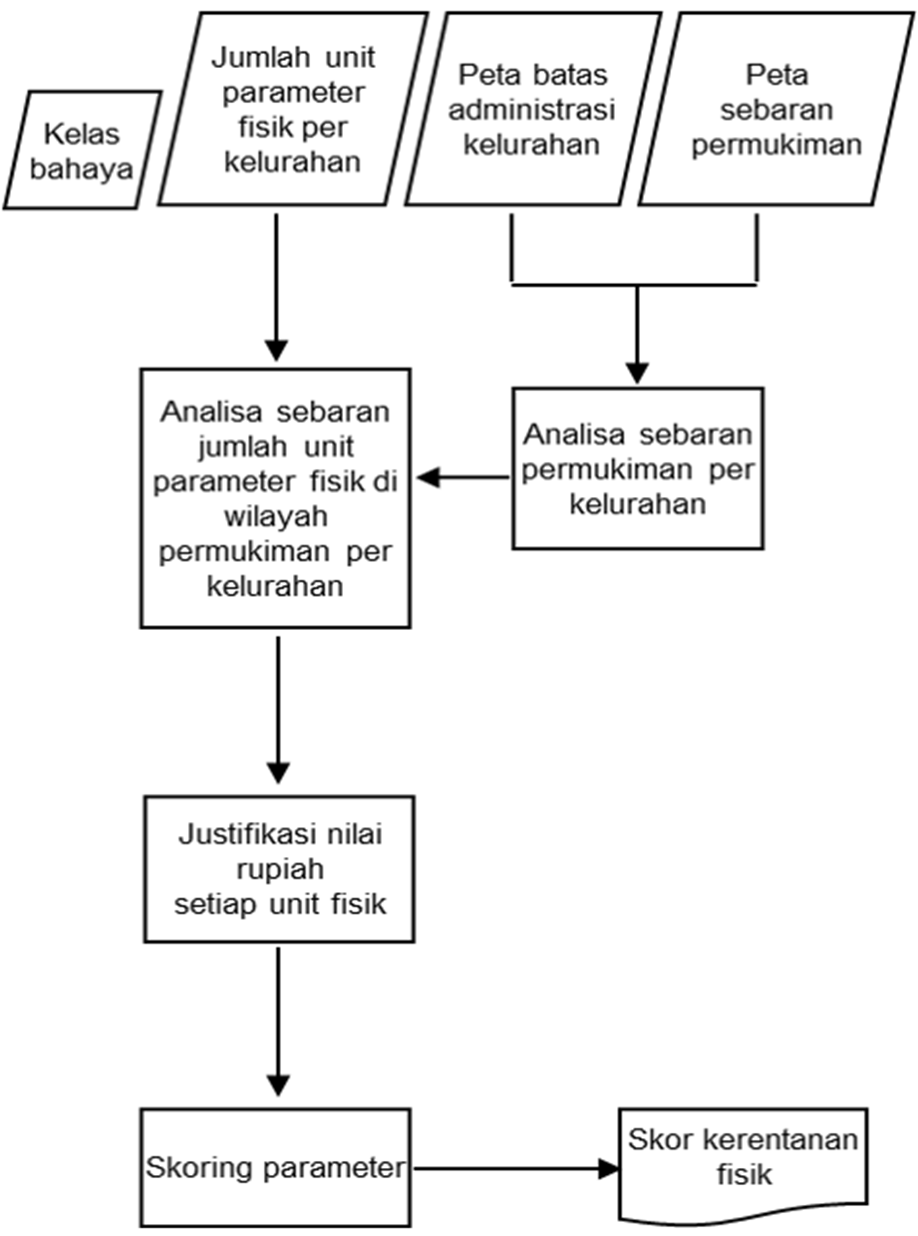 Kelas
bahaya
Jumlah unit
parameter
fisik per
kelurahan
Peta batas
administrasi
kelurahan
Peta
sebaran
permukiman
Analisa sebaran
jumlah unit
parameter fisik di
wilayah
permukiman per
kelurahan
Analisa sebaran
permukiman per
kelurahan
Justifikasi nilai
rupiah
setiap unit fisik
Skoring parameter
Skor kerentanan
fisik